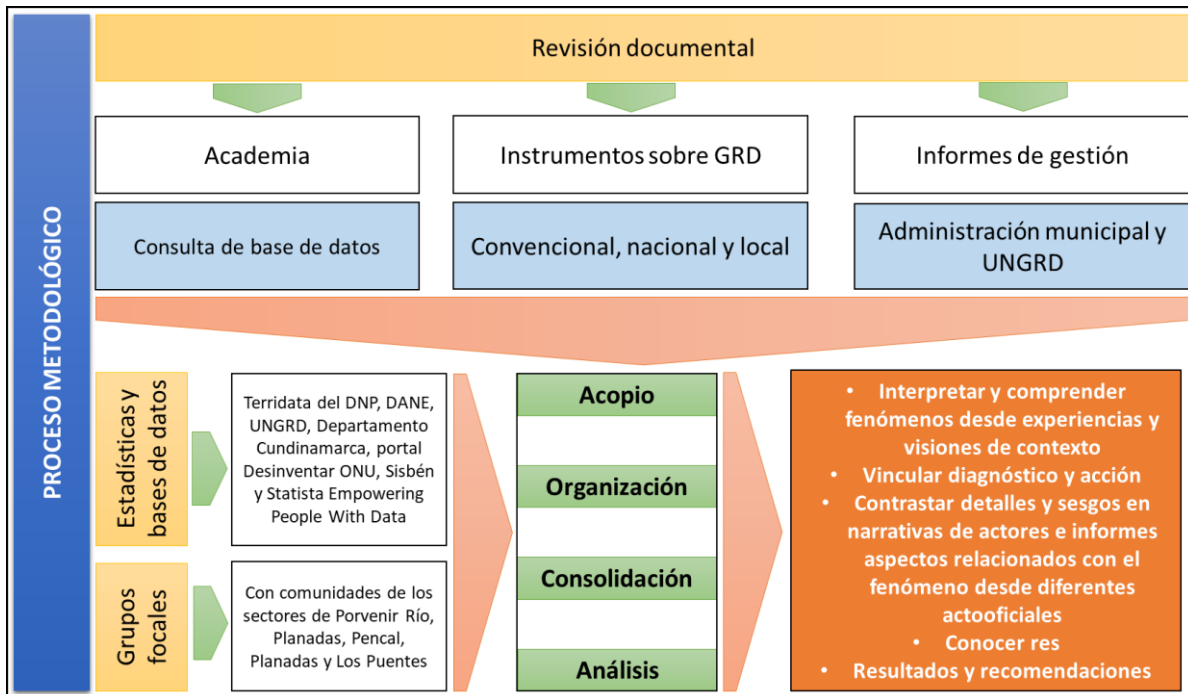 PROCESO METODOLÓGICO
Revisión documental
Academia
Instrumentos sobre GRD
Informes de gestión
Consulta de base de datos
Convencional, nacional y local
Administración municipal y
UNGRD
Estadísticas y
bases de datos
Territdata del DNP, DANE,
UNGRD, Departamento
Cundinamarca, portal
Desinventar ONU, Sisbén
y Statista Empowering
People With Data
Grupos
focales
Con comunidades de los
sectores de Porvenir Río,
Planadas, Pencal,
Planadas y Los Puentes
Acopio
Organización
Consolidación
Análisis
• Interpretar y comprender
fenómenos desde experiencias y
visiones de contexto
• Vincular diagnóstico y acción
• Contrastar detalles y sesgos en
narrativas de actores e informes
aspectos relacionados con el
fenómeno desde diferentes
actooficiales
• Conocer res
• Resultados y recomendaciones